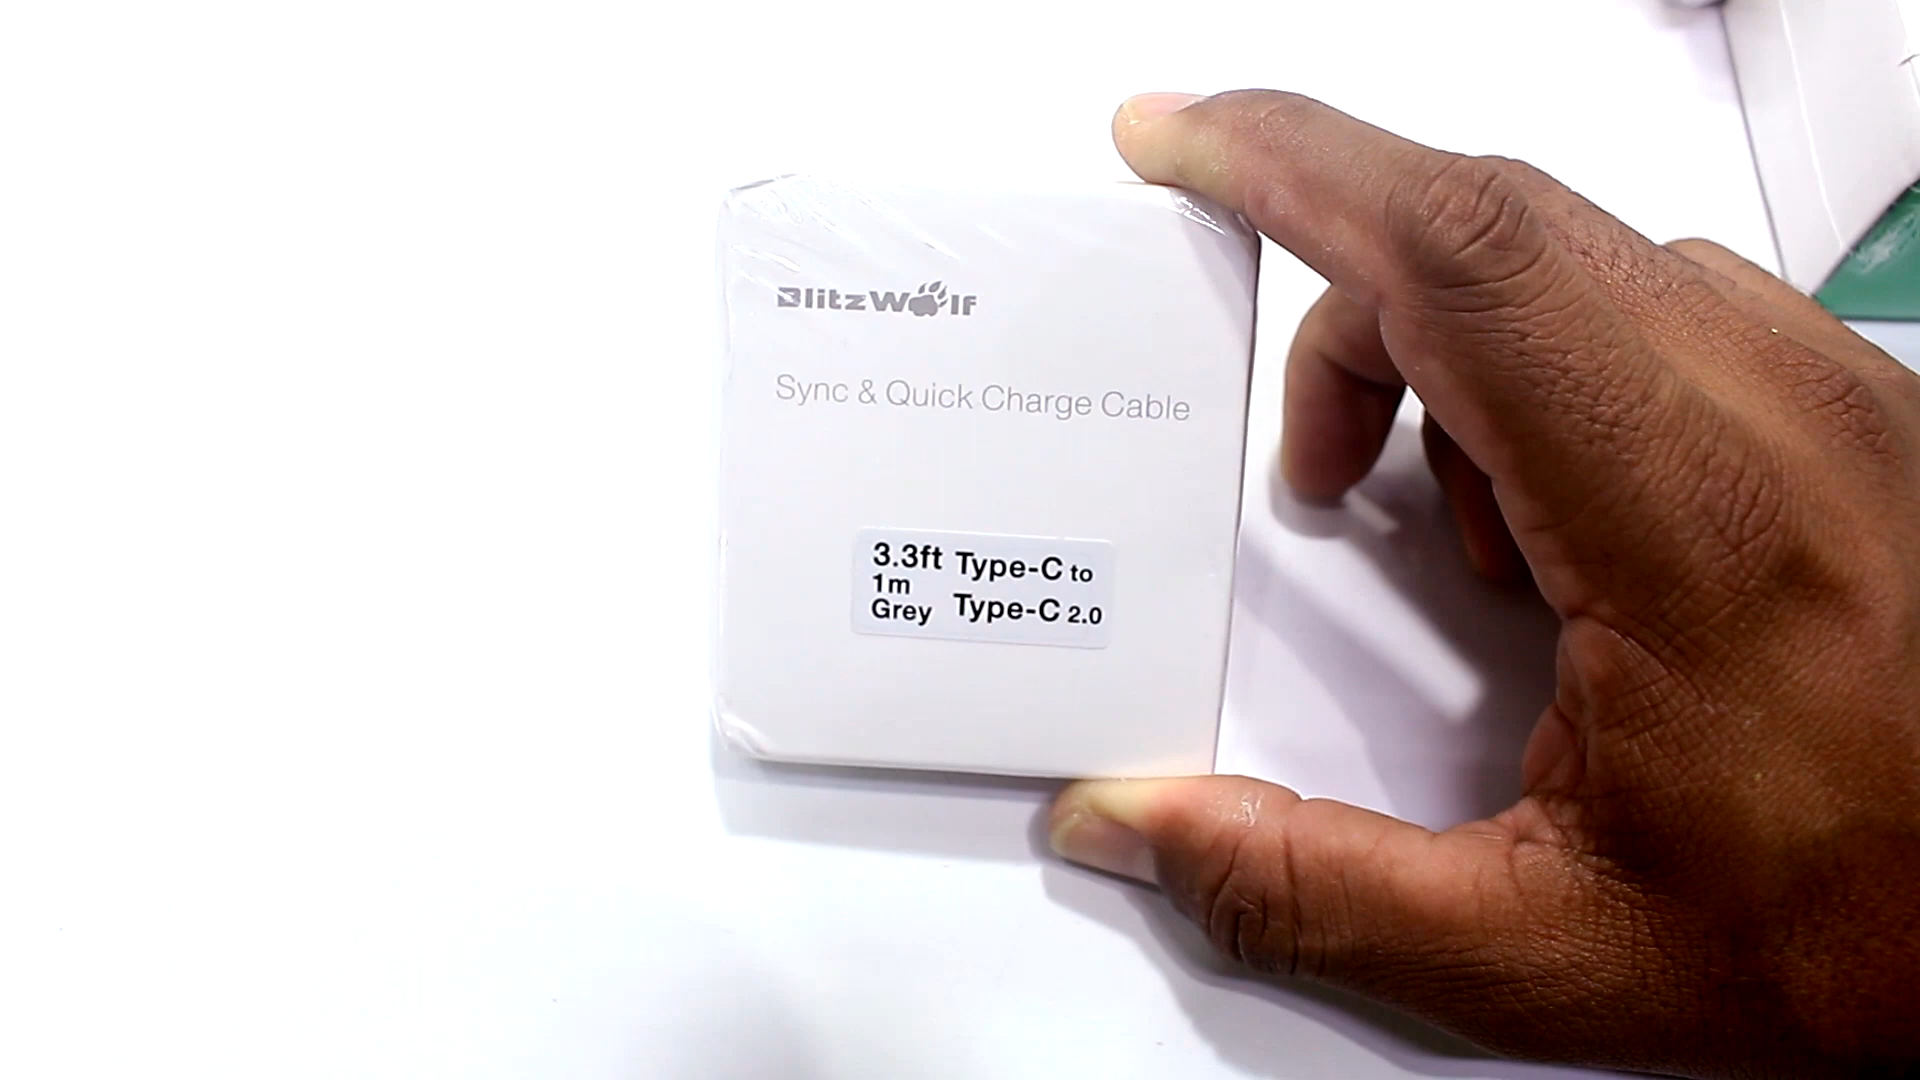 BlitzWolf
Sync & Quick Charge Cable
3.3ft Type-C to
1m
Grey Type-C 2.0